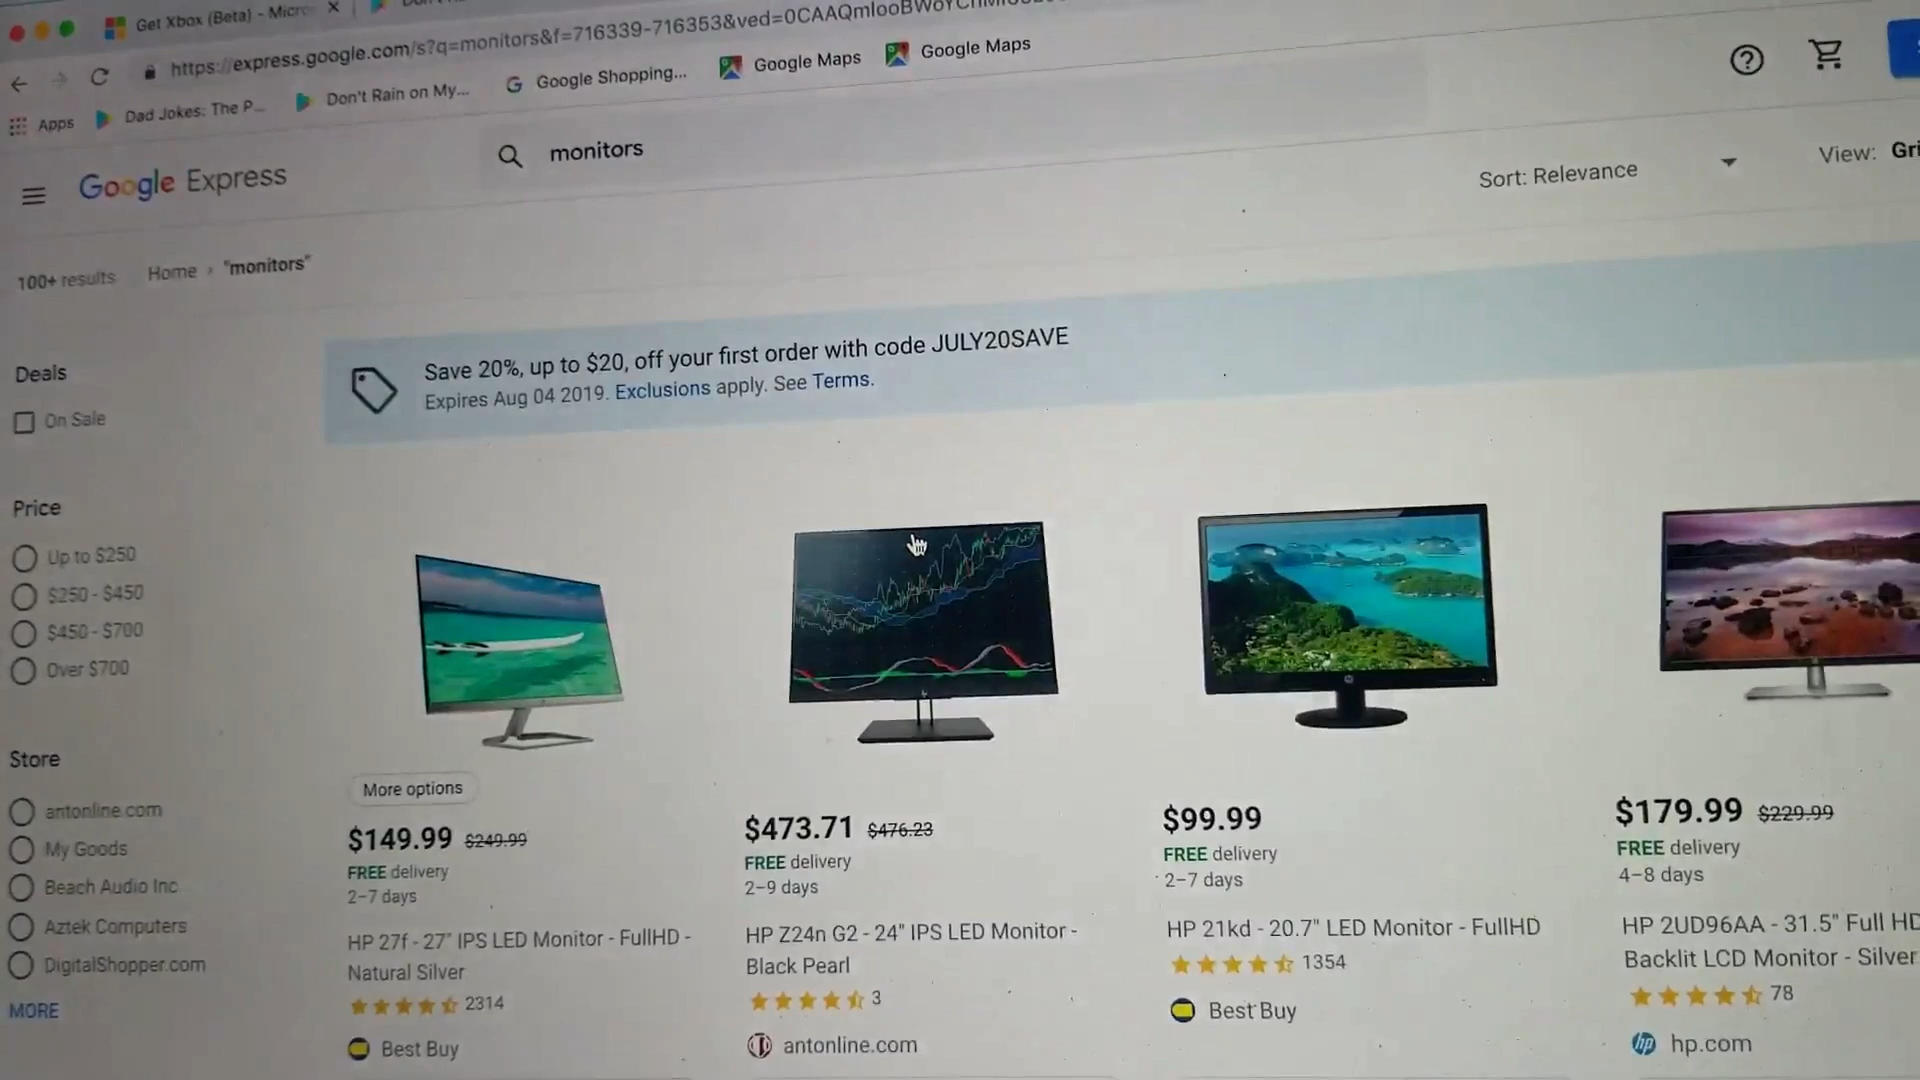 Get Xbox (Beta) - Micro
https://express.google.com/s?q=monitors&f=716339-716353&ved=0CAAQmlooBWoYChMI
Apps
Dad Jokes: The P...
Don't Rain on My...
Google Shopping...
Google Maps
Google Maps
Google Express
monitors
Sort: Relevance
View: Gri
100+ results
Home › "monitors"
Save 20%, up to $20, off your first order with code JULY20SAVE
Expires Aug 04 2019. Exclusions apply. See Terms.
Deals
On Sale
Price
Up to $250
$250 - $450
$450 - $700
Over $700
Store
antonline.com
My Goods
Beach Audio Inc.
Aztek Computers
DigitalShopper.com
MORE
More options
$149.99 $249.99
FREE delivery
2–7 days
HP 27f - 27" IPS LED Monitor - FullHD -
Natural Silver
2314
Best Buy
$473.71 $476.23
FREE delivery
2–9 days
HP Z24n G2 - 24" IPS LED Monitor -
Black Pearl
3
antonline.com
$99.99
FREE delivery
2–7 days
HP 21kd - 20.7" LED Monitor - FullHD
1354
Best Buy
$179.99 $229.99
FREE delivery
4–8 days
HP 2UD96AA - 31.5" Full HD
Backlit LCD Monitor - Silver
78
hp hp.com